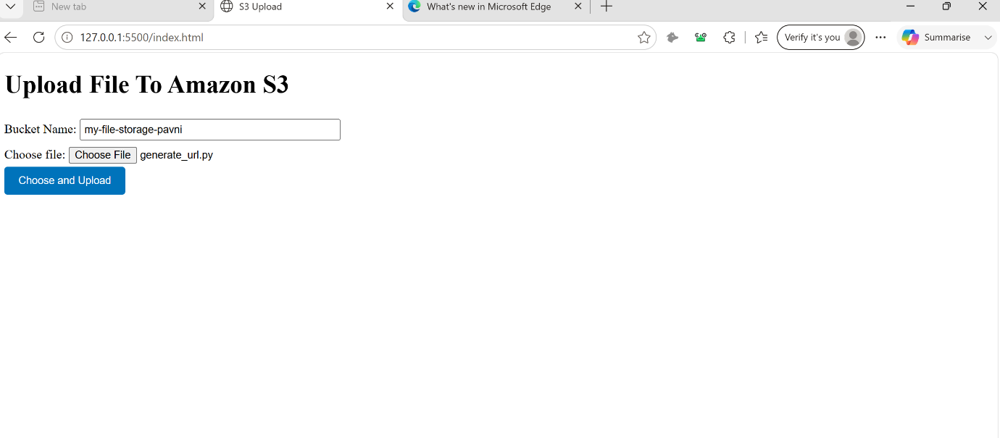 New tab
S3 Upload
What's new in Microsoft Edge
127.0.0.1:5500/index.html
Verify it's you
Summarise
Upload File To Amazon S3
Bucket Name: my-file-storage-pavni
Choose file: Choose File generate_url.py
Choose and Upload